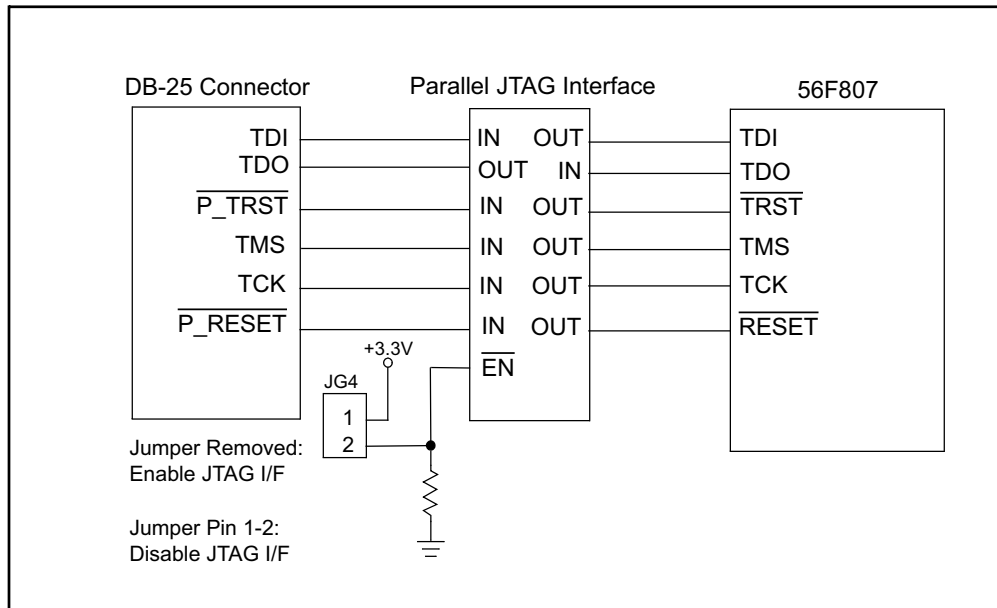 DB-25 Connector
Parallel JTAG Interface
56F807
TDI
IN OUT
TDI
TDO
OUT IN
TDO
P_TRST
IN OUT
TRST
TMS
IN OUT
TMS
TCK
IN OUT
TCK
P_RESET
IN OUT
RESET
+3.3V
EN
JG4
1
2
Jumper Removed:
Enable JTAG I/F
Jumper Pin 1-2:
Disable JTAG I/F